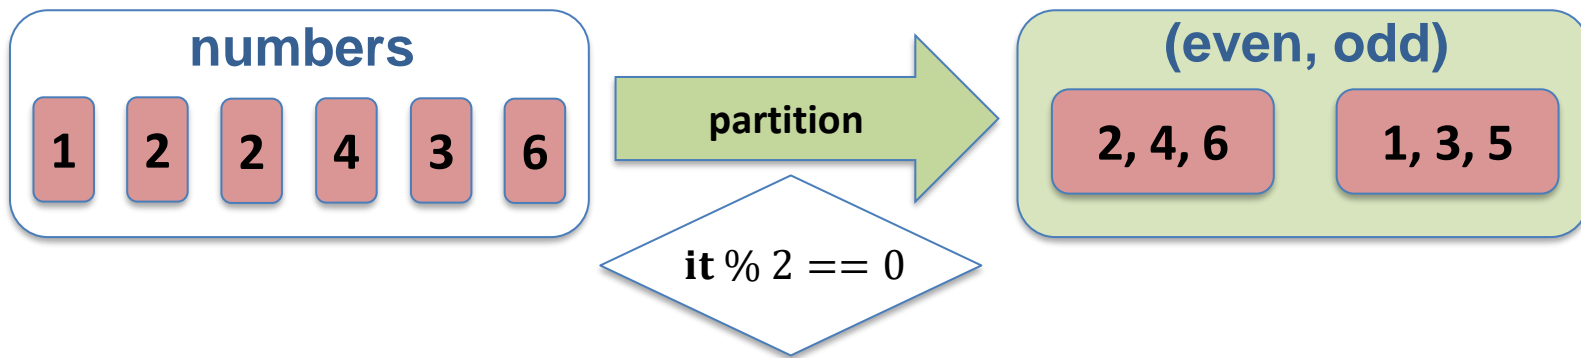 numbers
1 2 2 4 3 6
partition
it % 2 == 0
(even, odd)
2, 4, 6
1, 3, 5